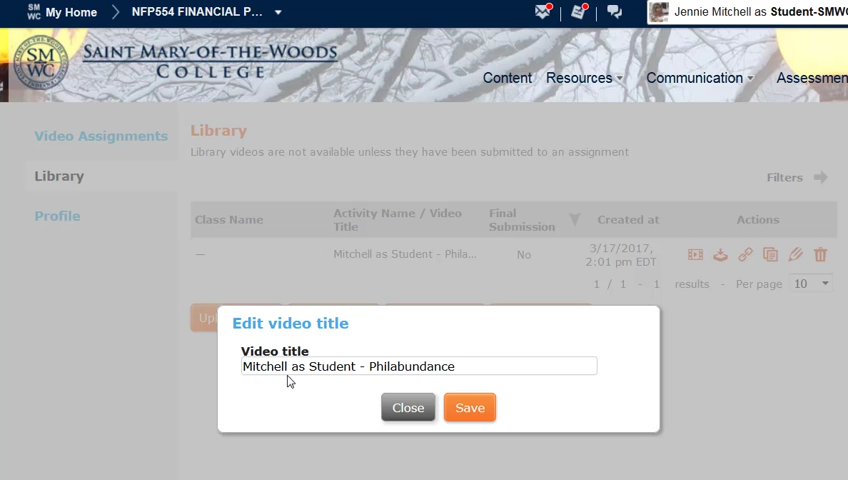 SM
WC
My Home
NFP554 FINANCIAL P...
Jennie Mitchell as Student-SMWC
SM
WC
SAINT MARY-OF-THE-WOODS
COLLEGE
Content
Resources
Communication
Assessmen
Video Assignments
Library
Profile
Library
Library videos are not available unless they have been submitted to an assignment
Filters
Class Name
Activity Name / Video
Title
Final
Submission
Created at
Actions
—
Mitchell as Student - Phila...
No
3/17/2017,
2:01 pm EDT
1 / 1 - 1 results - Per page 10
Edit video title
Video title
Mitchell as Student - Philabundance
Close
Save